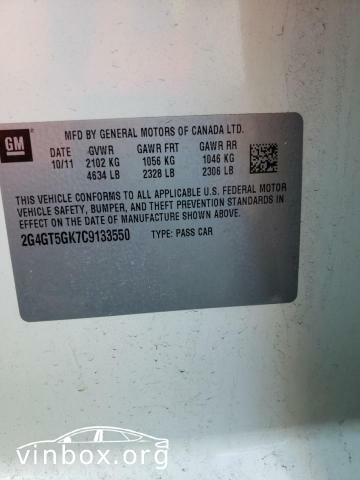 GM
MFD BY GENERAL MOTORS OF CANADA LTD.
DATE GVWR GAWR FRT GAWR RR
10/11 2102 KG 1056 KG 1046 KG
4634 LB 2328 LB 2306 LB
THIS VEHICLE CONFORMS TO ALL APPLICABLE U.S. FEDERAL MOTOR
VEHICLE SAFETY, BUMPER, AND THEFT PREVENTION STANDARDS IN
EFFECT ON THE DATE OF MANUFACTURE SHOWN ABOVE.
2G4GT5GK7C9133550 TYPE: PASS CAR
vinbox.org
vinbox.org